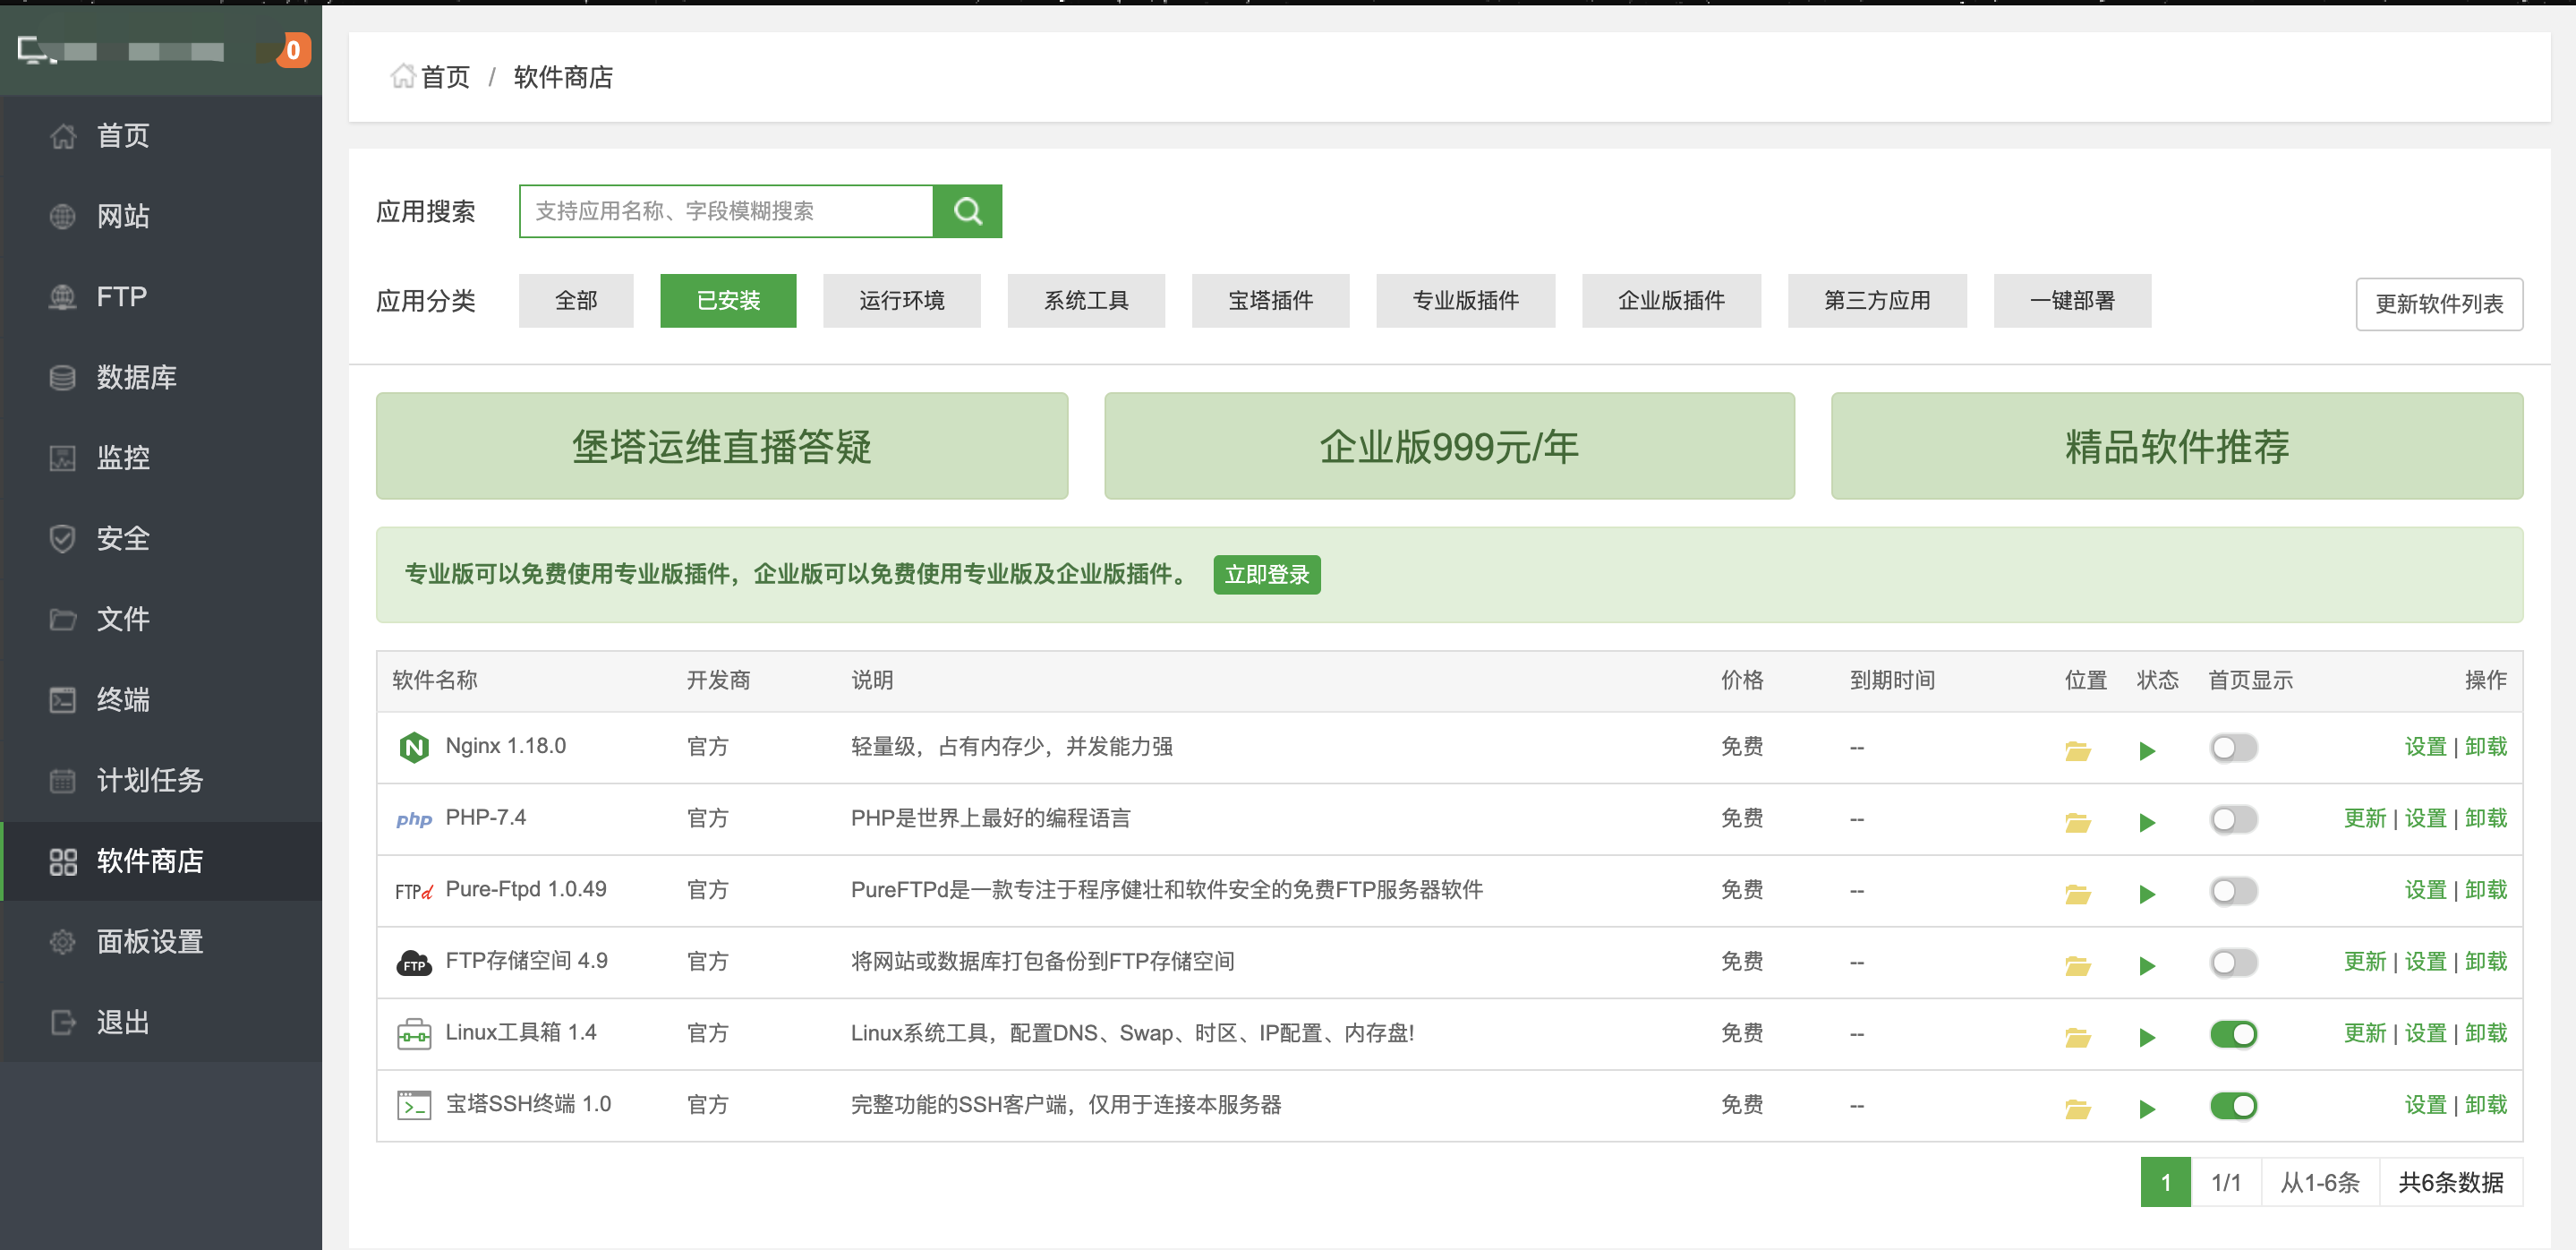 0
首页
网站
FTP
数据库
监控
安全
文件
终端
计划任务
软件商店
面板设置
退出
首页 / 软件商店
应用搜索 支持应用名称、字段模糊搜索
应用分类 全部 已安装 运行环境 系统工具 宝塔插件 专业版插件 企业版插件 第三方应用 一键部署 更新软件列表
堡塔运维直播答疑 企业版999元/年 精品软件推荐
专业版可以免费使用专业版插件，企业版可以免费使用专业版及企业版插件。 立即登录
软件名称 开发商 说明 价格 到期时间 位置 状态 首页显示 操作
N Nginx 1.18.0 官方 轻量级，占有内存少，并发能力强 免费 -- 设置 | 卸载
php PHP-7.4 官方 PHP是世界上最好的编程语言 免费 -- 更新 | 设置 | 卸载
FTPd Pure-Ftpd 1.0.49 官方 PureFTPd是一款专注于程序健壮和软件安全的免费FTP服务器软件 免费 -- 设置 | 卸载
FTP FTP存储空间 4.9 官方 将网站或数据库打包备份到FTP存储空间 免费 -- 更新 | 设置 | 卸载
Linux工具箱 1.4 官方 Linux系统工具，配置DNS、Swap、时区、IP配置、内存盘! 免费 -- 更新 | 设置 | 卸载
宝塔SSH终端 1.0 官方 完整功能的SSH客户端，仅用于连接本服务器 免费 -- 设置 | 卸载
1 1/1 从1-6条 共6条数据